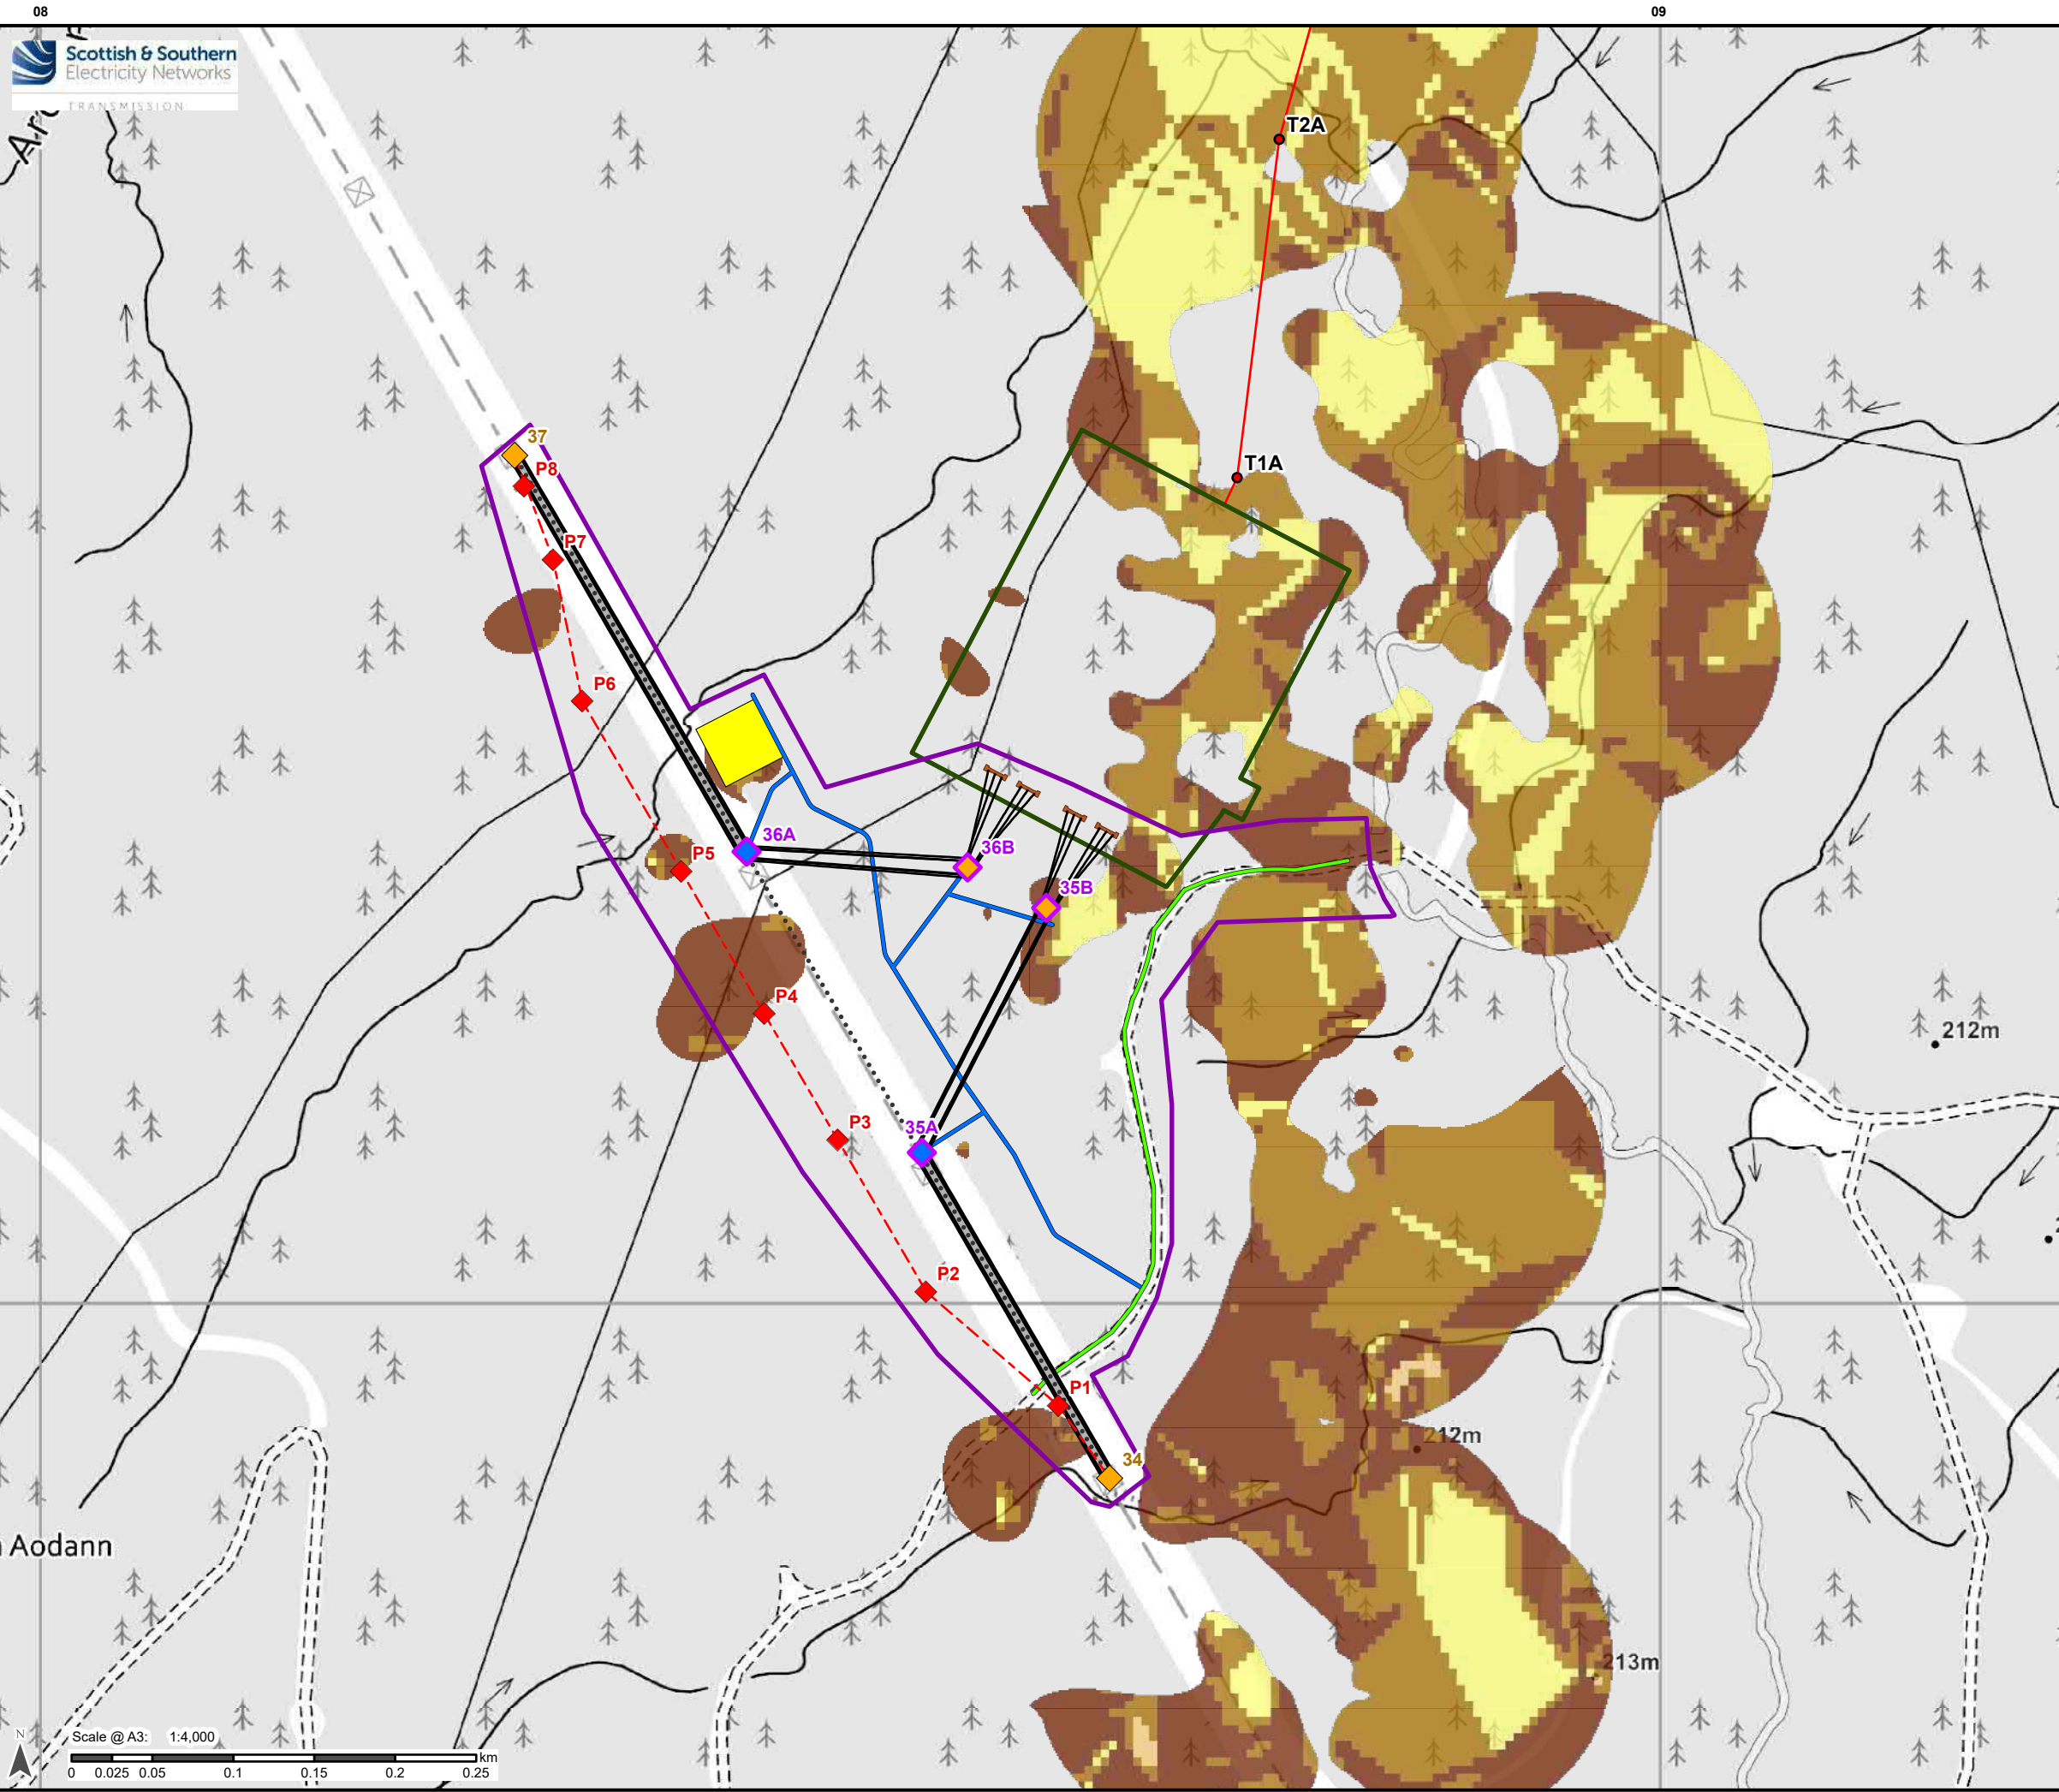 08
09
Scottish & Southern
Electricity Networks
TRANSMISSION
T2A
37
P8
T1A
P7
P6
36A
36B
P5
35B
P4
212m
P3
35A
P2
P1
212m
34
Aodann
213m
N
Scale @ A3: 1:4,000
km
0 0.025 0.05 0.1 0.15 0.2 0.25